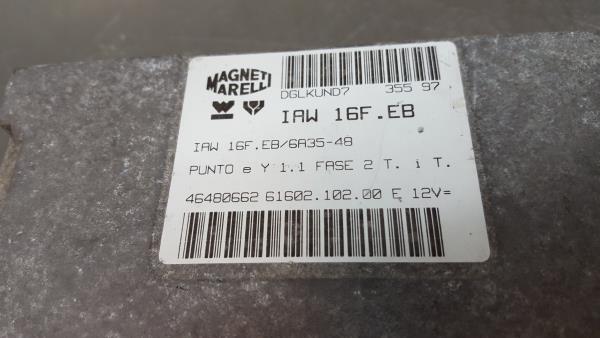 MAGNETI
MARELLI
DGLKUND7 355 97
IAW 16F.EB
IAW 16F.EB/6A35-48
PUNTO e Y 1.1 FASE 2 T. i T.
46480662 61602.102.00 E 12V=